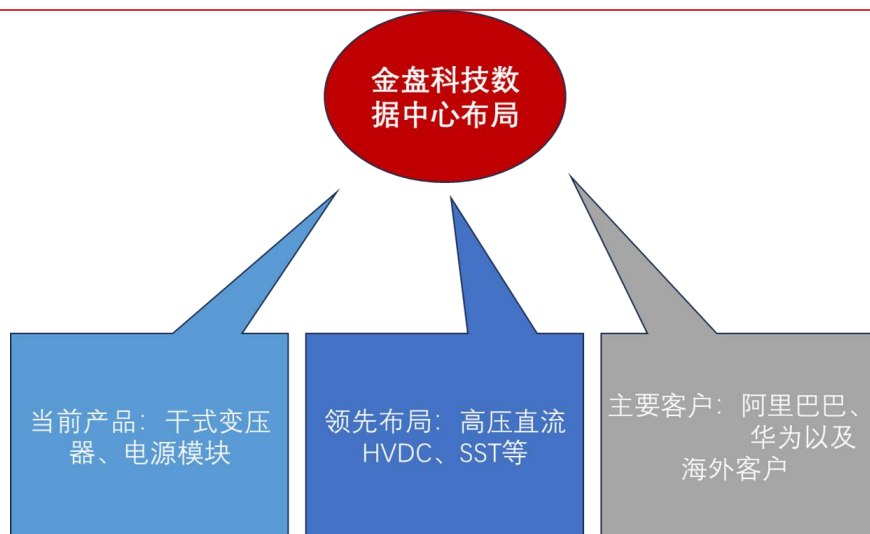 金盘科技数
据中心布局
当前产品：干式变压
器、电源模块
领先布局：高压直流
HVDC、SST等
主要客户：阿里巴巴、
华为以及
海外客户